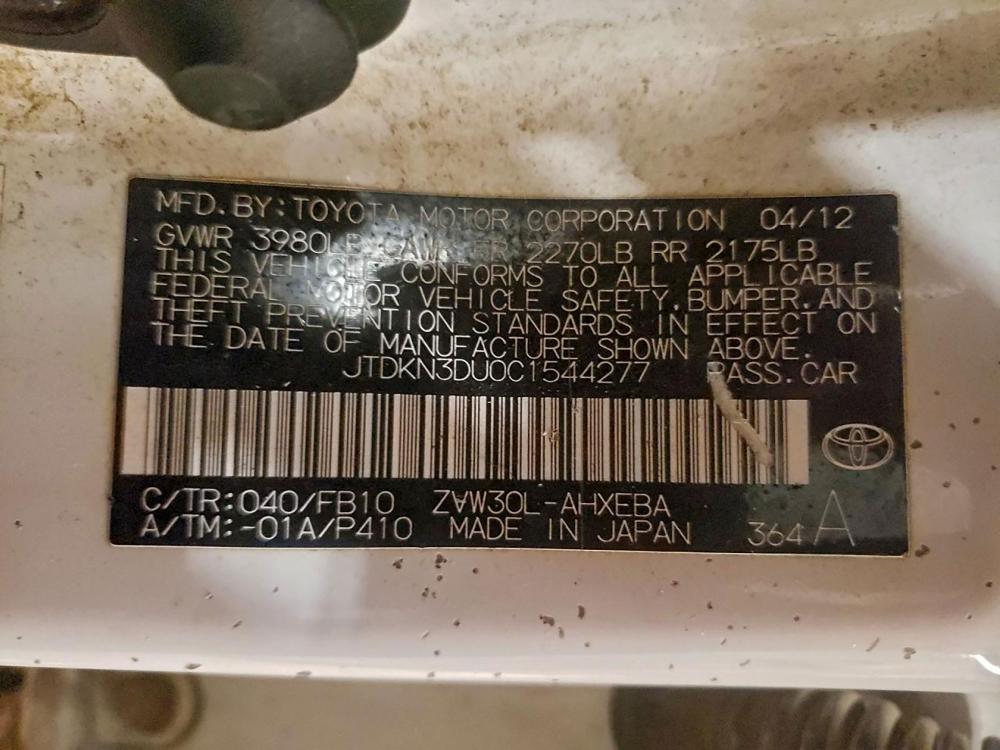 MFD.BY:TOYOTA MOTOR CORPORATION 04/12
GVWR 3980LB GAWR FR 2270LB RR 2175LB
THIS VEHICLE CONFORMS TO ALL APPLICABLE
FEDERAL MOTOR VEHICLE SAFETY,BUMPER,AND
THEFT PREVENTION STANDARDS IN EFFECT ON
THE DATE OF MANUFACTURE SHOWN ABOVE.
JTDKN3DU0C1544277 PASS.CAR
C/TR:040/FB10 ZVW30L-AHXEBA
A/TM:-01A/P410 MADE IN JAPAN 364 A